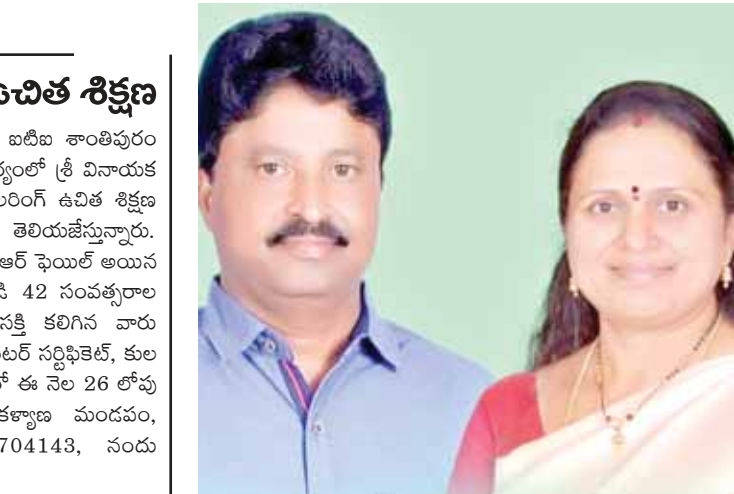 ఉచిత శిక్షణ
ఐటిఐ శాంతిపురం
శ్రీ వినాయక
ఉచిత శిక్షణ
తెలియజేస్తున్నారు.
ఆర్ ఫెయిల్ అయిన
42 సంవత్సరాల
సక్తి కలిగిన వారు
టర్ సర్టిఫికెట్, కుల
ఈ నెల 26 లోపు
కళ్యాణ మండపం,
704143, నందు